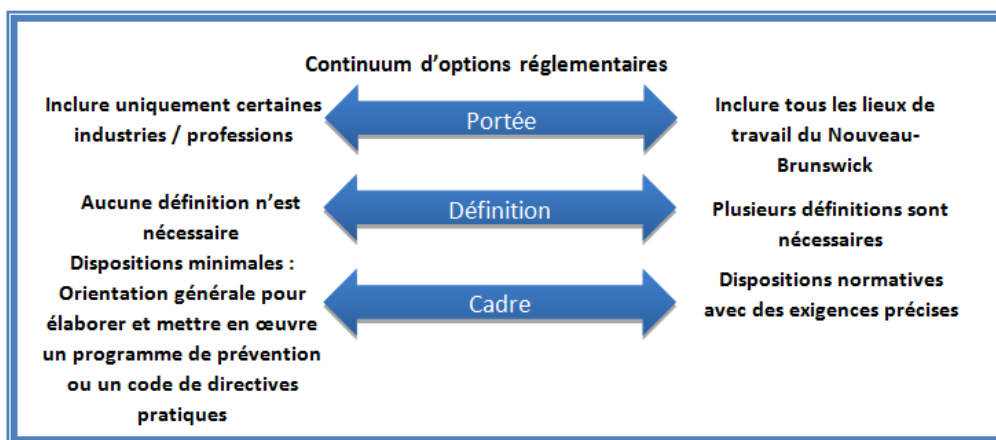 Continuum d'options réglementaires
Inclure uniquement certaines
industries / professions
Portée
Inclure tous les lieux de
travail du Nouveau-
Brunswick
Aucune définition n'est
nécessaire
Définition
Plusieurs définitions sont
nécessaires
Dispositions minimales :
Orientation générale pour
élaborer et mettre en œuvre
un programme de prévention
ou un code de directives
pratiques
Cadre
Dispositions normatives
avec des exigences précises